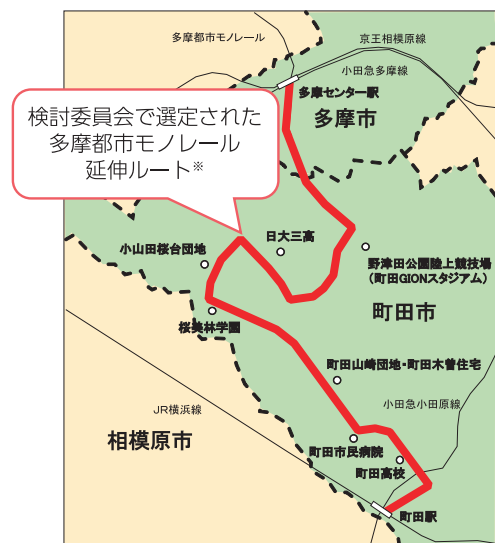 多摩都市モノレール
京王相模原線
小田急多摩線
多摩センター駅
多摩市
検討委員会で選定された
多摩都市モノレール
延伸ルート※
日大三高
小山田桜台団地
野津田公園陸上競技場
（町田GIONスタジアム）
町田市
桜美林学園
町田山崎団地・町田木曽住宅
小田急小田原線
JR横浜線
相模原市
町田市民病院
町田高校
町田駅